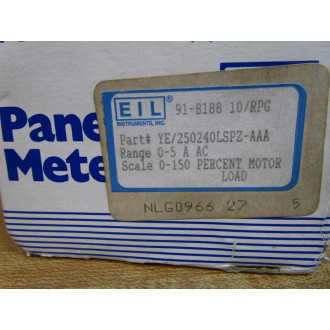 EIL
INSTRUMENTS, INC.
91-8188 10/RPG
Part# YE/250240LSPZ-AAA
Range 0-5 A AC
Scale 0-150 PERCENT MOTOR
LOAD
NLG0966 27 5
Pane
Mete